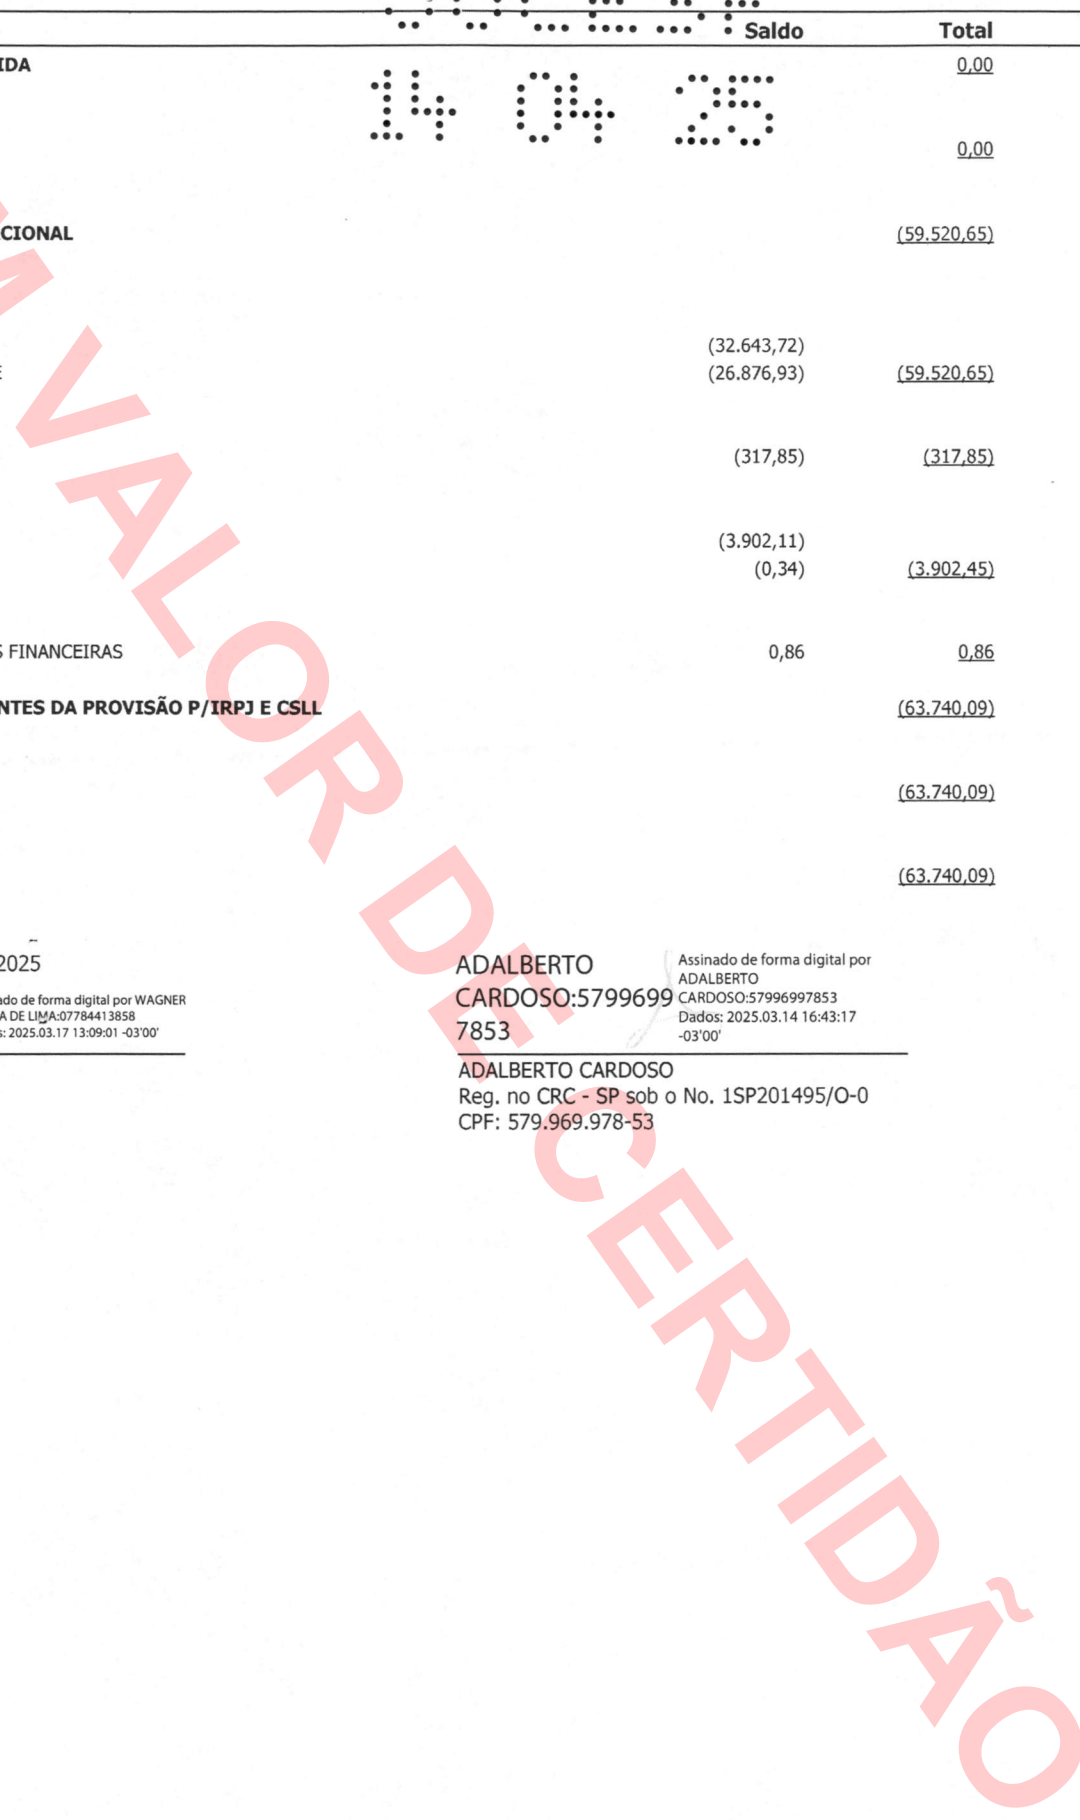 Saldo Total
IDA 0,00
14 04 25
0,00
CIONAL (59.520,65)
(32.643,72)
E (26.876,93) (59.520,65)
(317,85) (317,85)
(3.902,11)
(0,34) (3.902,45)
S FINANCEIRAS 0,86 0,86
NTES DA PROVISÃO P/IRPJ E CSLL (63.740,09)
(63.740,09)
(63.740,09)
2025
ado de forma digital por WAGNER
A DE LIMA:07784413858
s: 2025.03.17 13:09:01 -03'00'
ADALBERTO
CARDOSO:5799699
7853
Assinado de forma digital por
ADALBERTO
CARDOSO:57996997853
Dados: 2025.03.14 16:43:17
-03'00'
ADALBERTO CARDOSO
Reg. no CRC - SP sob o No. 1SP201495/O-0
CPF: 579.969.978-53
M VALOR DE CERTIDÃO